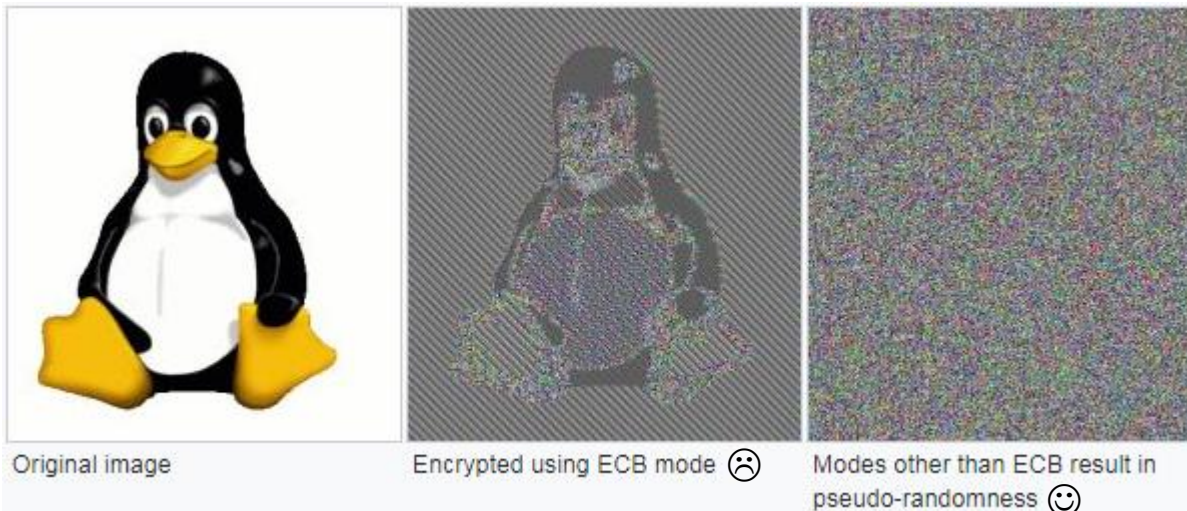 Original image
Encrypted using ECB mode ☹
Modes other than ECB result in
pseudo-randomness ☺